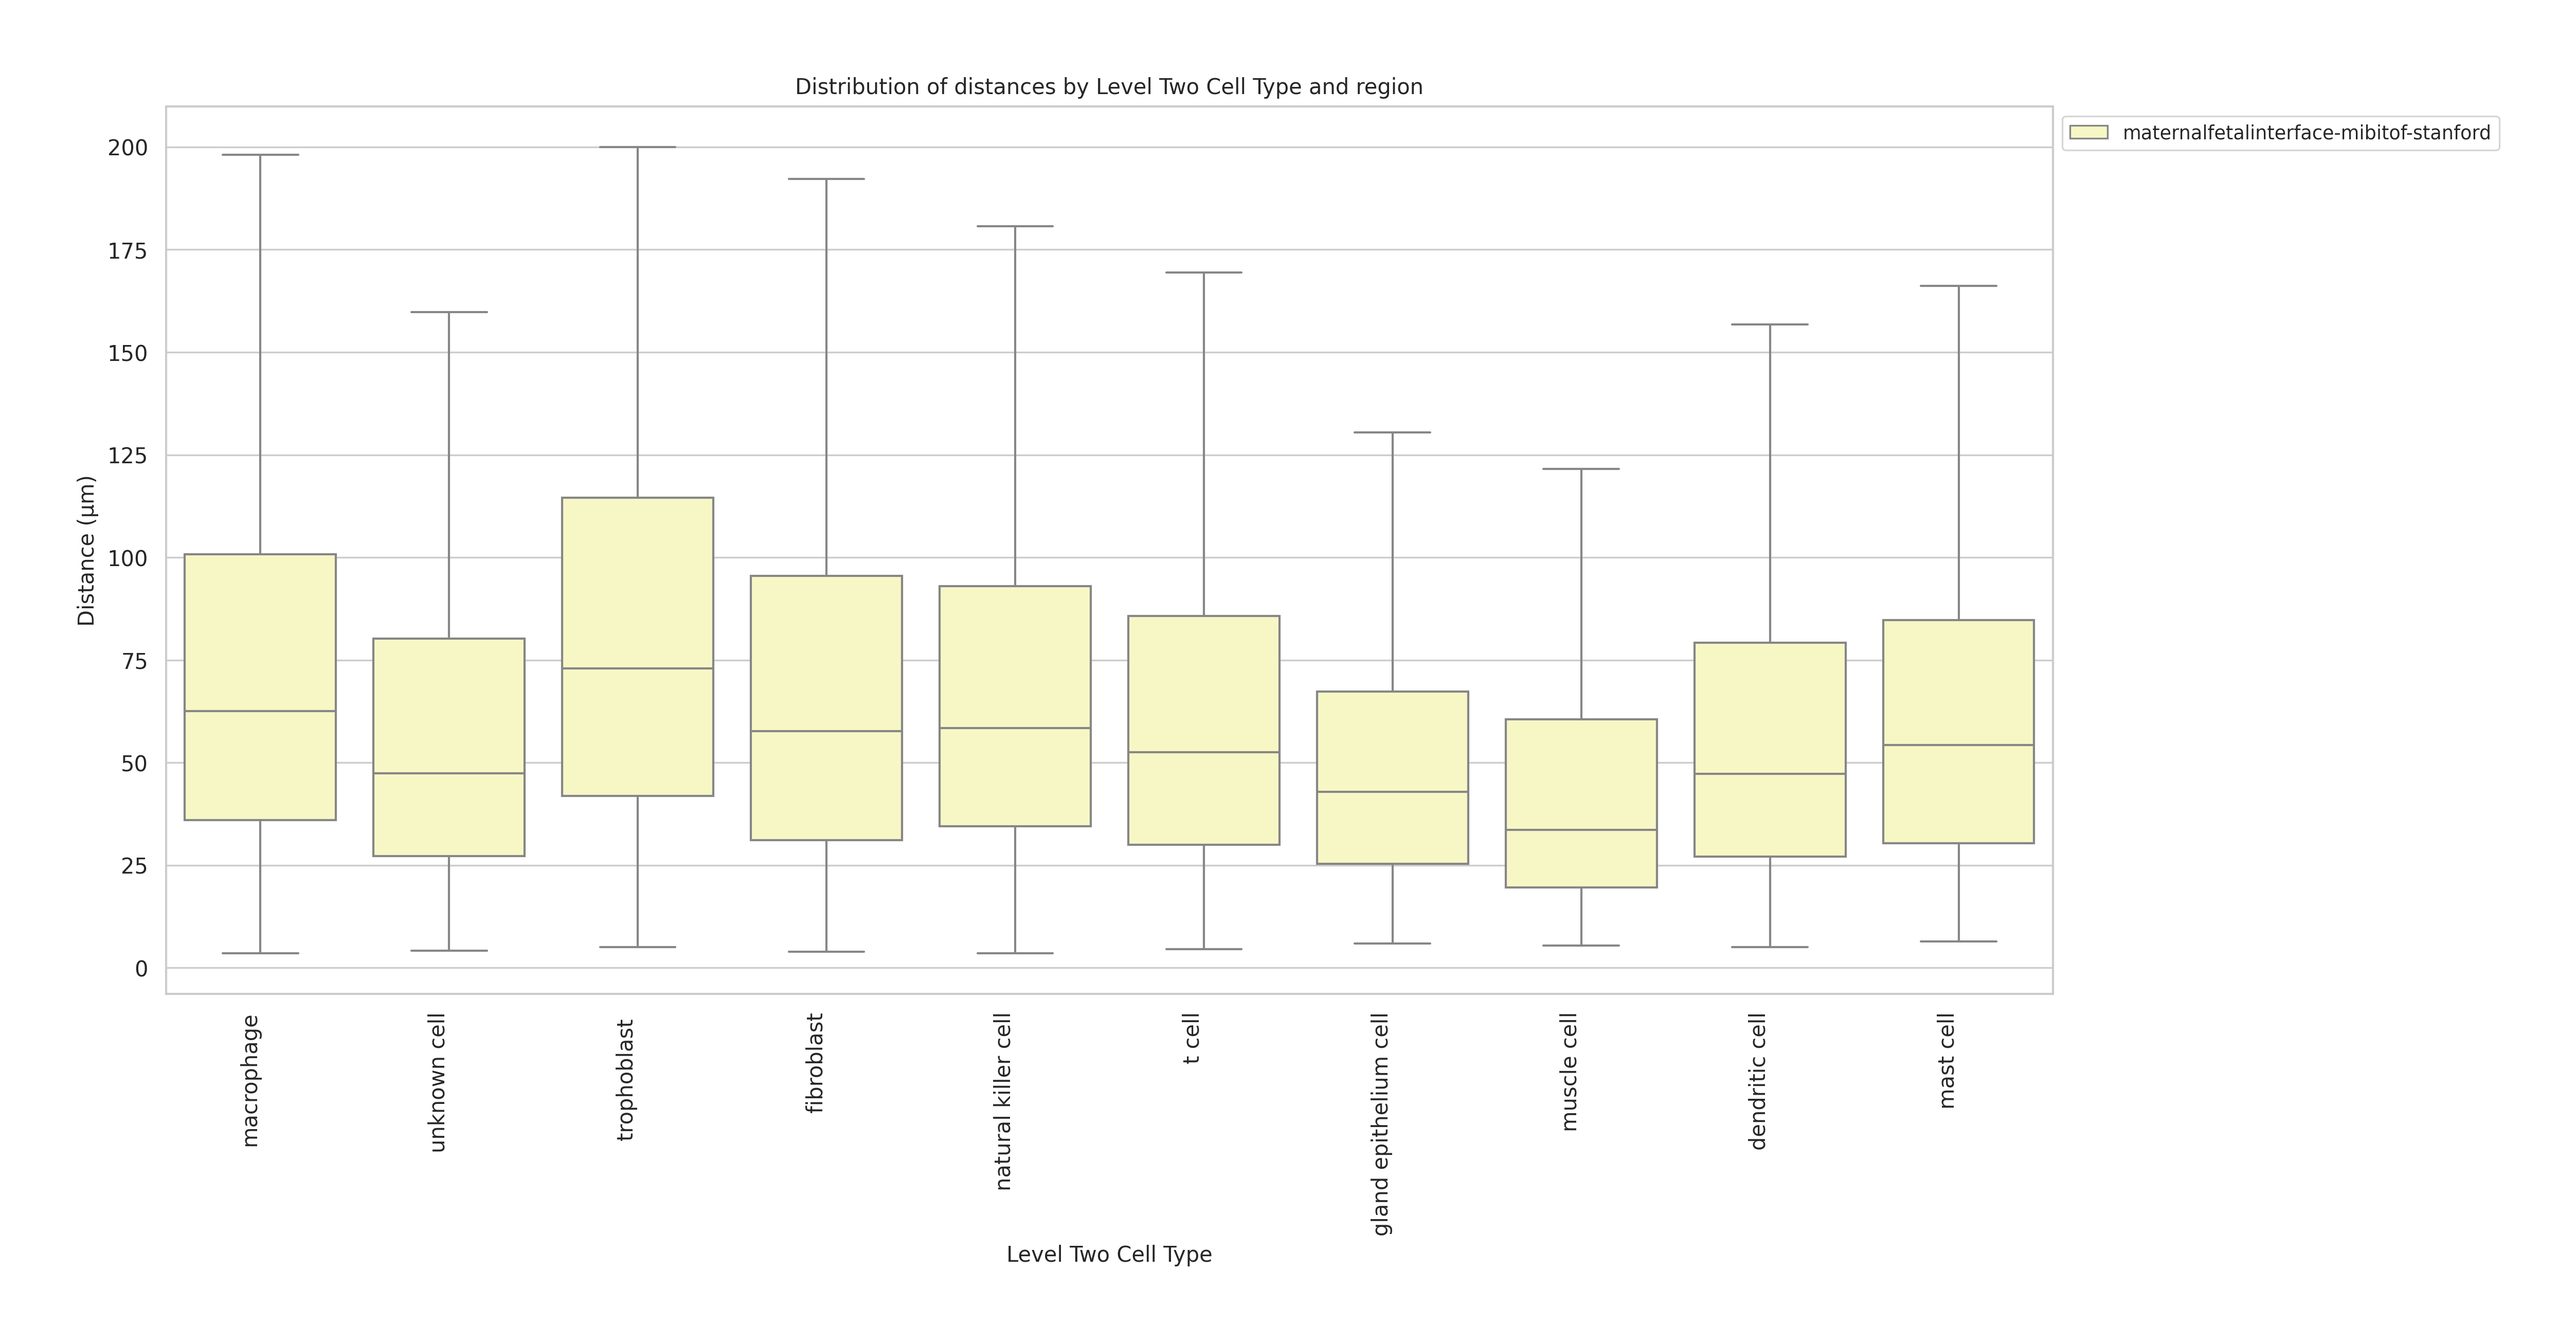 Distribution of distances by Level Two Cell Type and region
maternalfetalinterface-mibitof-stanford
Distance (µm)
200
175
150
125
100
75
50
25
0
macrophage
unknown cell
trophoblast
fibroblast
natural killer cell
t cell
gland epithelium cell
muscle cell
dendritic cell
mast cell
Level Two Cell Type